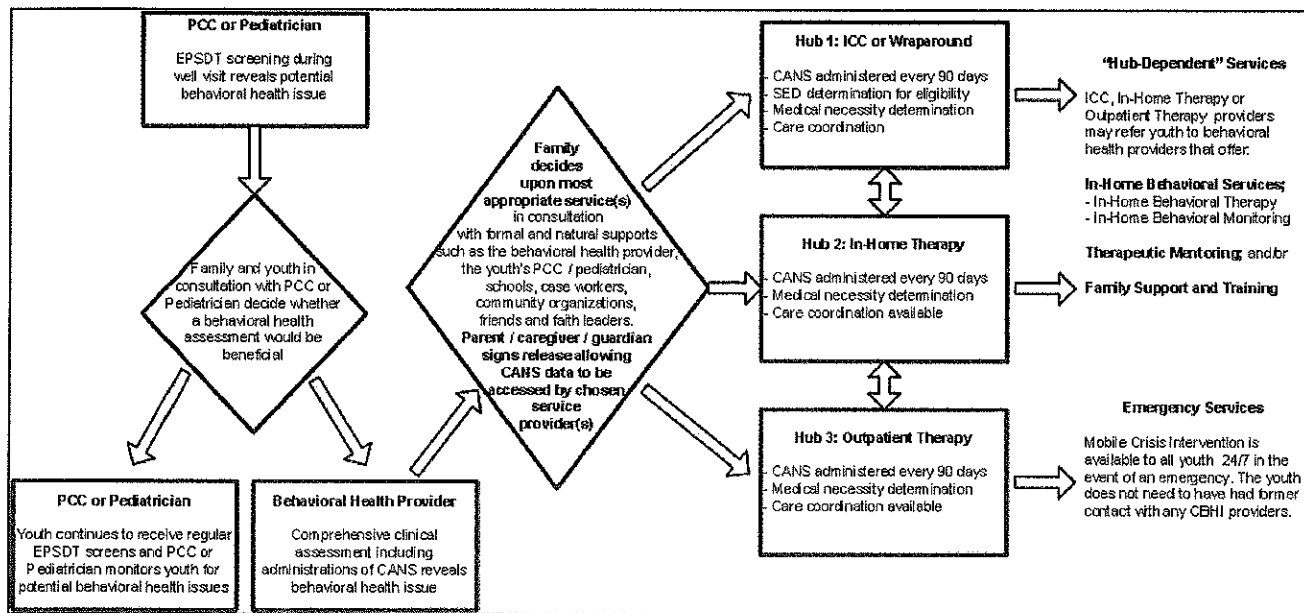 PCC or Pediatrician
EPSDT screening during
well visit reveals potential
behavioral health issue
Family and youth in
consultation with PCC or
Pediatrician decide whether
a behavioral health
assessment would be
beneficial
PCC or Pediatrician
Youth continues to receive regular
EPSDT screens and PCC or
Pediatrician monitors youth for
potential behavioral health issues
Behavioral Health Provider
Comprehensive clinical
assessment including
administrations of CANS reveals
behavioral health issue
Family
decides
upon most
appropriate service(s)
in consultation
with formal and natural supports
such as the behavioral health provider,
the youth's PCC / pediatrician,
schools, case workers,
community organizations,
friends and faith leaders.
Parent / caregiver / guardian
signs release allowing
CANS data to be
accessed by chosen
service
provider(s)
Hub 1: ICC or Wraparound
- CANS administered every 90 days
- SED determination for eligibility
- Medical necessity determination
- Care coordination
Hub 2: In-Home Therapy
- CANS administered every 90 days
- Medical necessity determination
- Care coordination available
Hub 3: Outpatient Therapy
- CANS administered every 90 days
- Medical necessity determination
- Care coordination available
"Hub-Dependent" Services
ICC, In-Home Therapy or
Outpatient Therapy providers
may refer youth to behavioral
health providers that offer:
In-Home Behavioral Services;
- In-Home Behavioral Therapy
- In-Home Behavioral Monitoring
Therapeutic Mentoring; and/or
Family Support and Training
Emergency Services
Mobile Crisis Intervention is
available to all youth 24/7 in the
event of an emergency. The youth
does not need to have had former
contact with any CBHI providers.